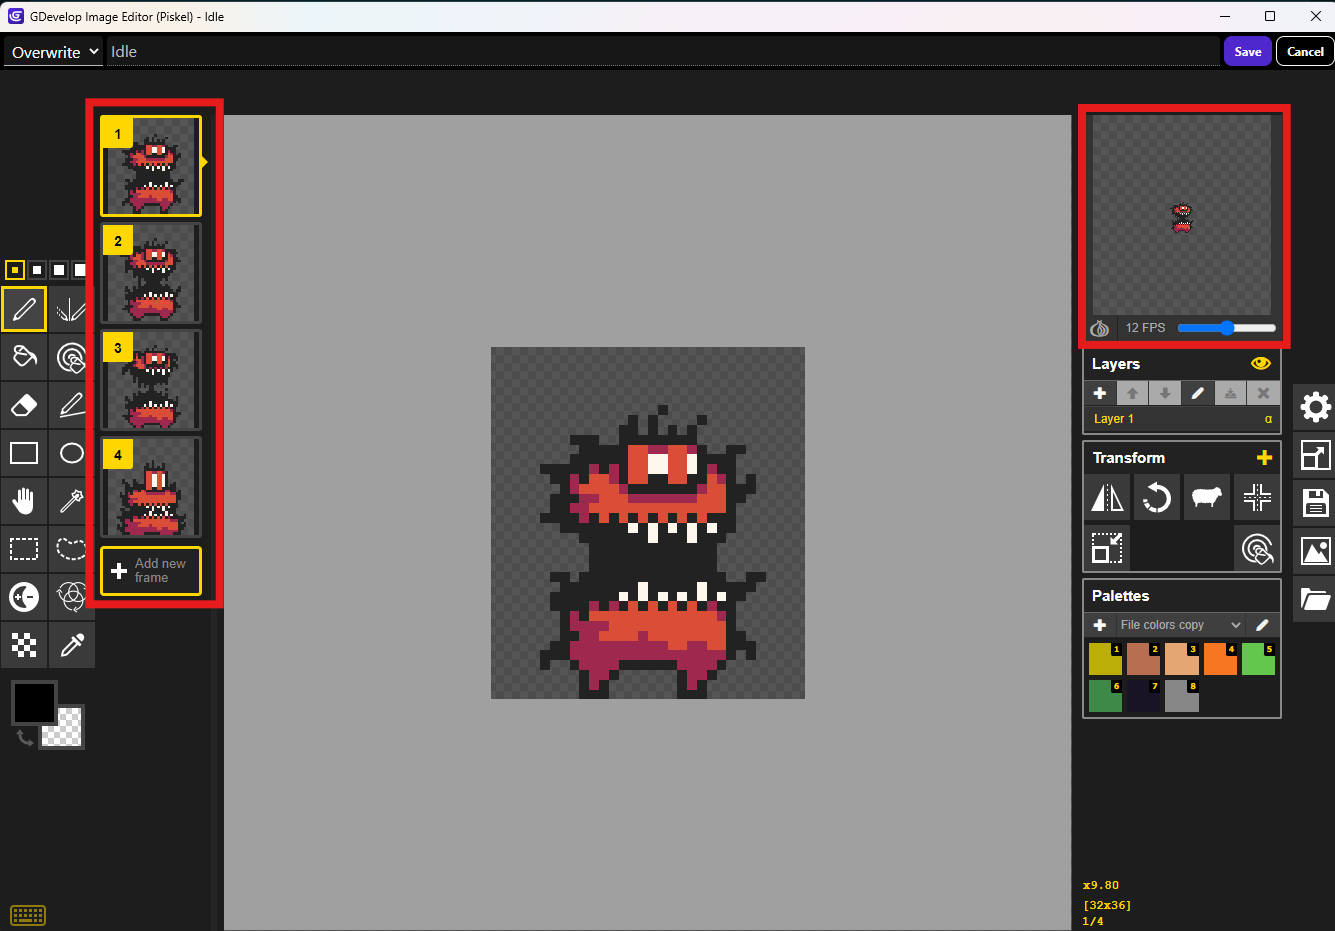 GDevelop Image Editor (Piskel) - Idle
Overwrite
Idle
Save
Cancel
1
2
3
4
Add new
frame
12 FPS
Layers
Layer 1
α
Transform
Palettes
File colors copy
1
2
3
4
5
6
7
8
x9.80
[32x36]
1/4